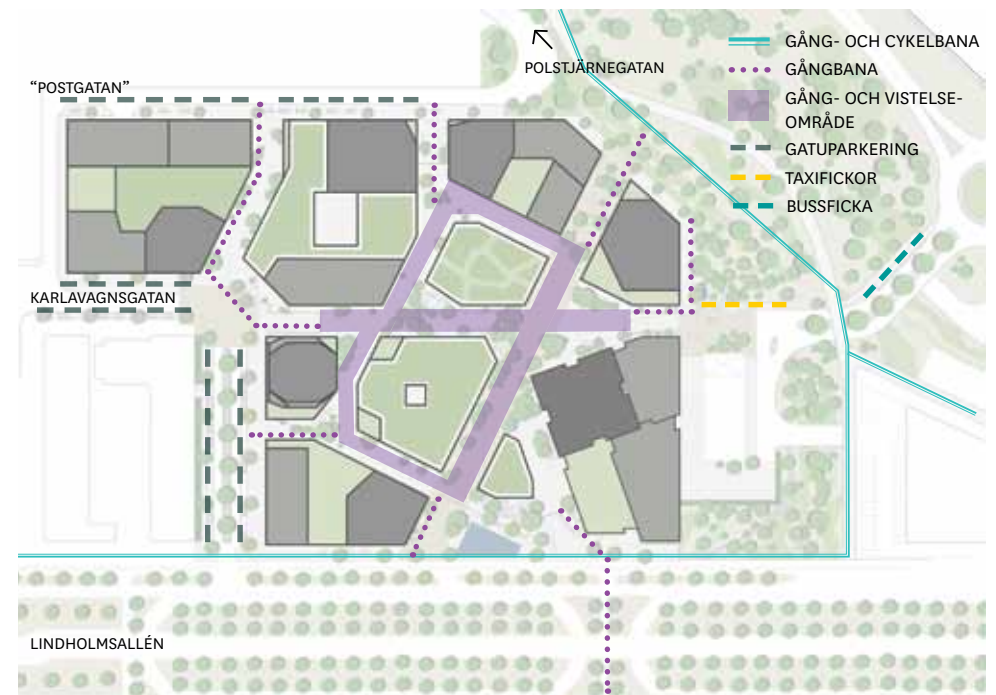 GÅNG- OCH CYKELBANA
POLSTJÄRNEGATAN
GÅNGBANA
"POSTGATAN"
GÅNG- OCH VISTELSE-
OMRÅDE
GATUPARKERING
TAXIFICKOR
BUSSFICKA
KARLAVAGNSGATAN
LINDHOLMSALLÉN